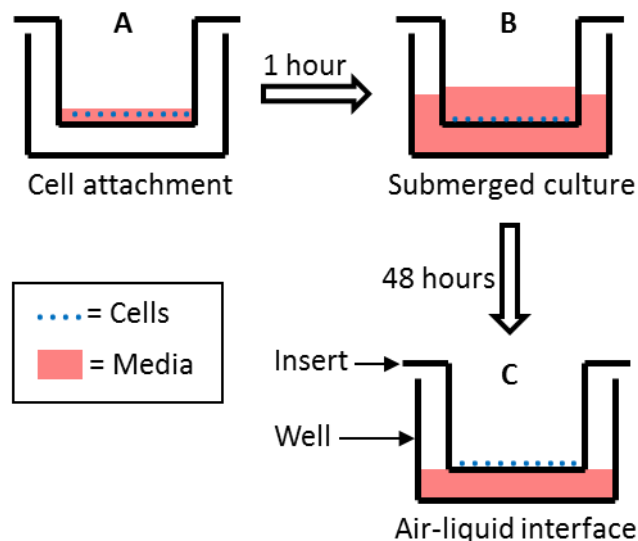 A
1 hour
B
Cell attachment
Submerged culture
48 hours
= Cells
= Media
Insert
C
Well
Air-liquid interface